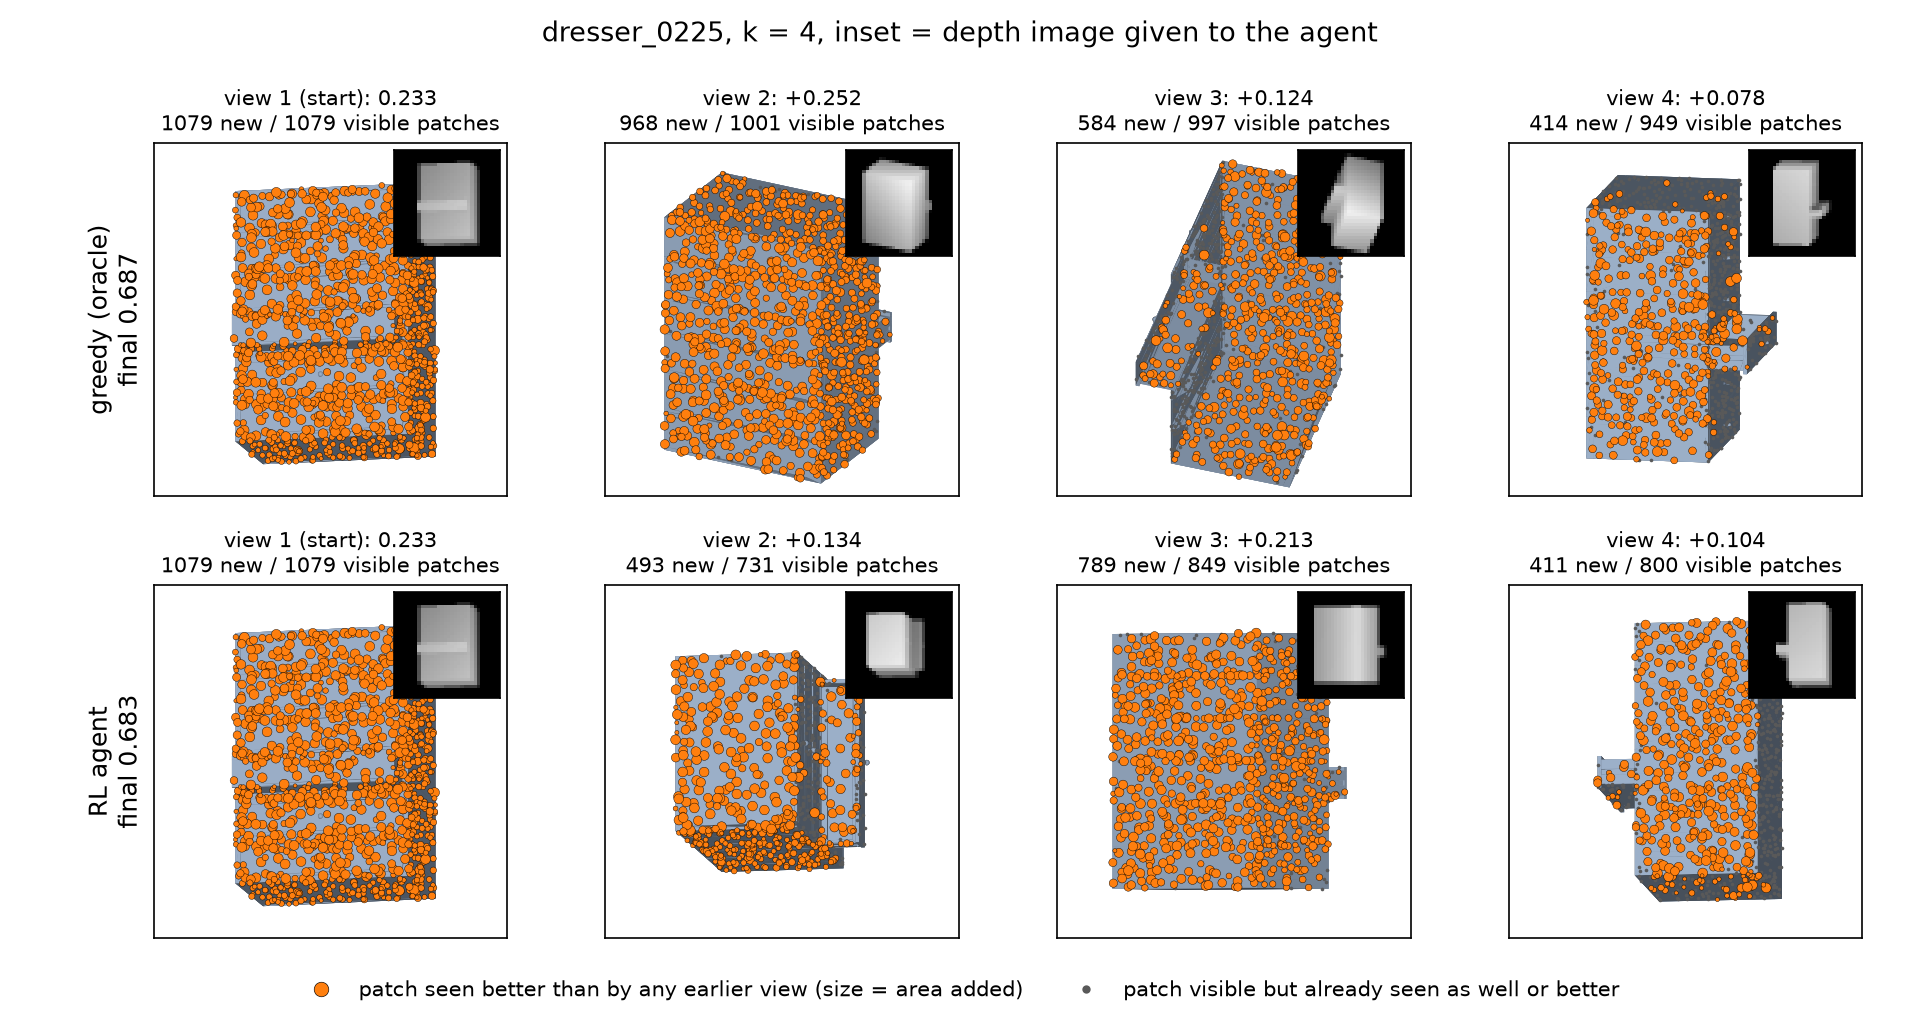 dresser_0225, k = 4, inset = depth image given to the agent
view 1 (start): 0.233
1079 new / 1079 visible patches
view 2: +0.252
968 new / 1001 visible patches
view 3: +0.124
584 new / 997 visible patches
view 4: +0.078
414 new / 949 visible patches
greedy (oracle)
final 0.687
view 1 (start): 0.233
1079 new / 1079 visible patches
view 2: +0.134
493 new / 731 visible patches
view 3: +0.213
789 new / 849 visible patches
view 4: +0.104
411 new / 800 visible patches
RL agent
final 0.683
patch seen better than by any earlier view (size = area added)
patch visible but already seen as well or better